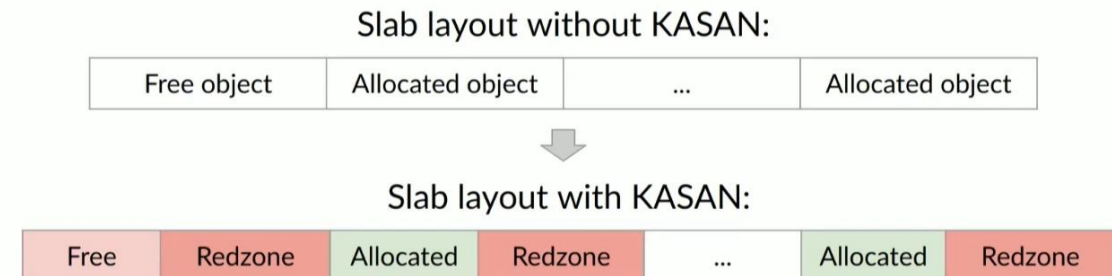 Slab layout without KASAN:
Free object Allocated object ... Allocated object
Slab layout with KASAN:
Free Redzone Allocated Redzone ... Allocated Redzone